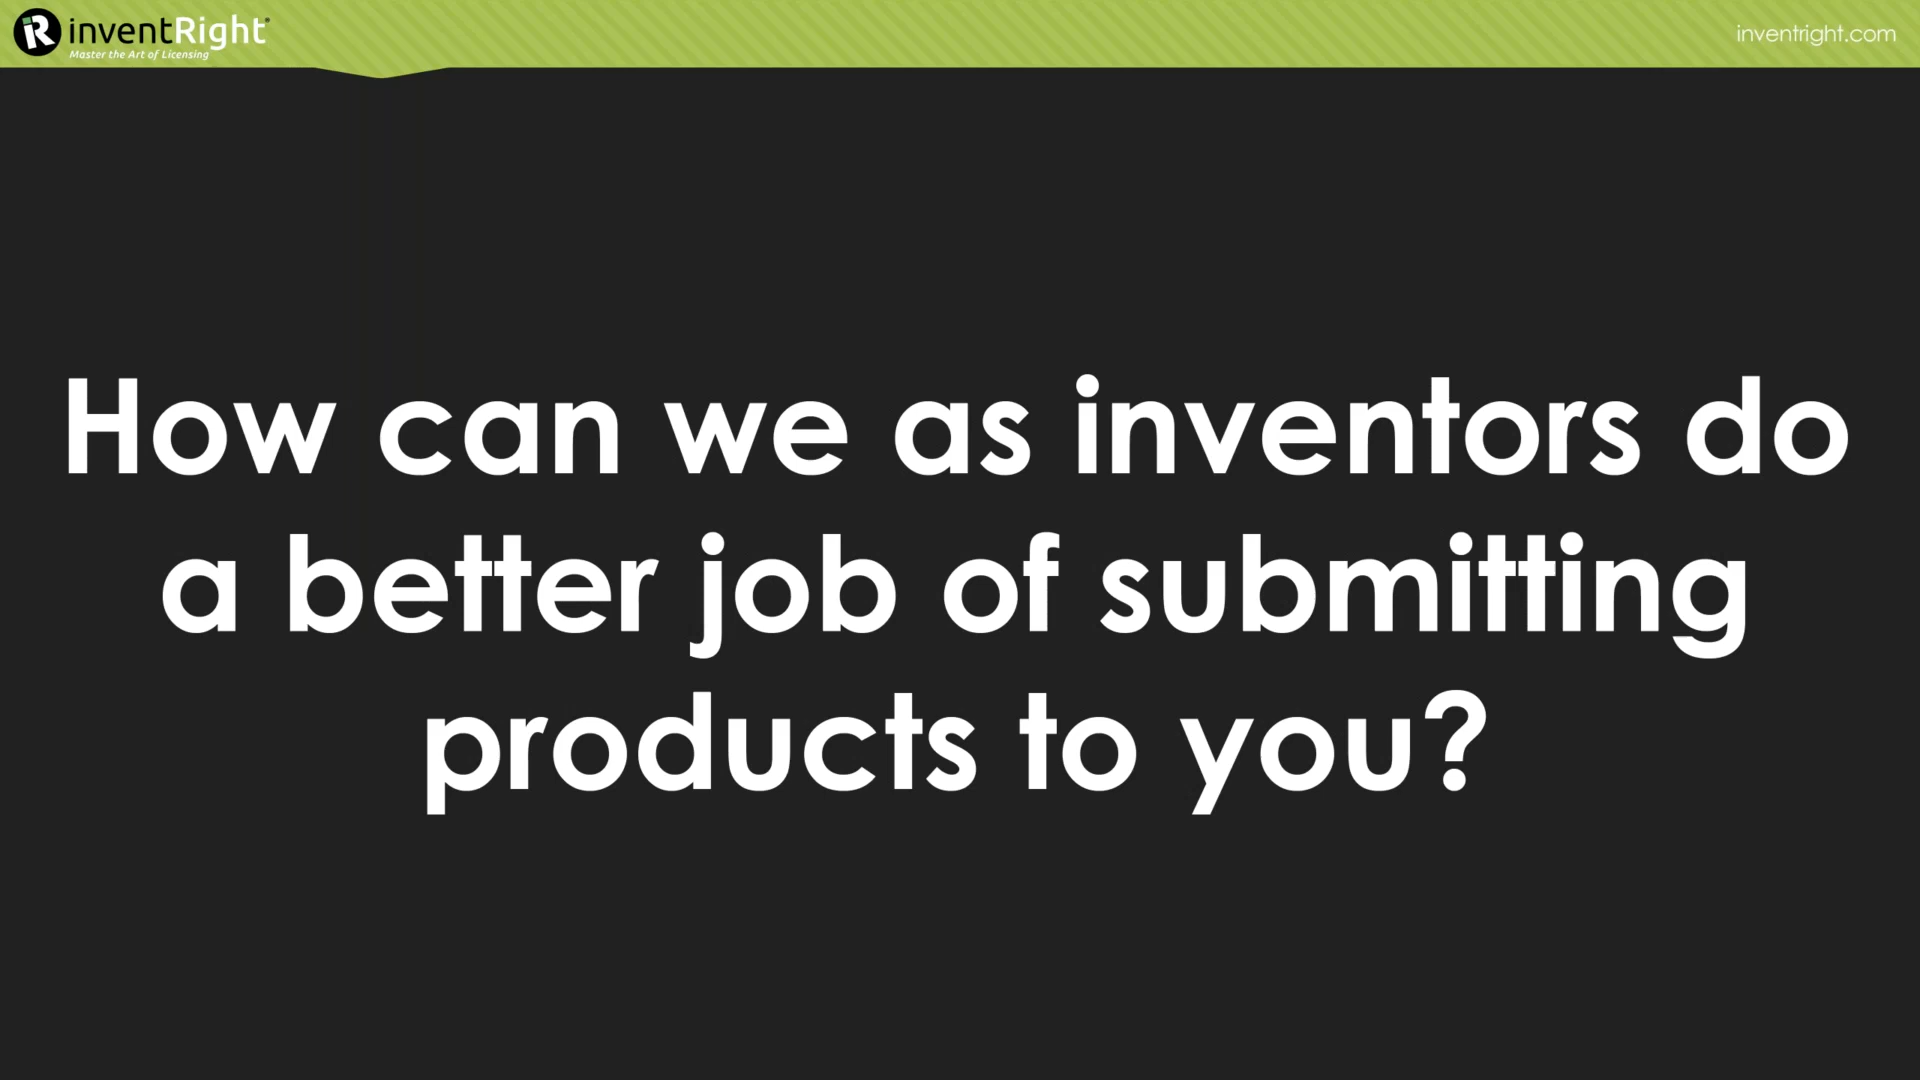 inventRight®
Master the Art of Licensing
inventright.com
How can we as inventors do
a better job of submitting
products to you?